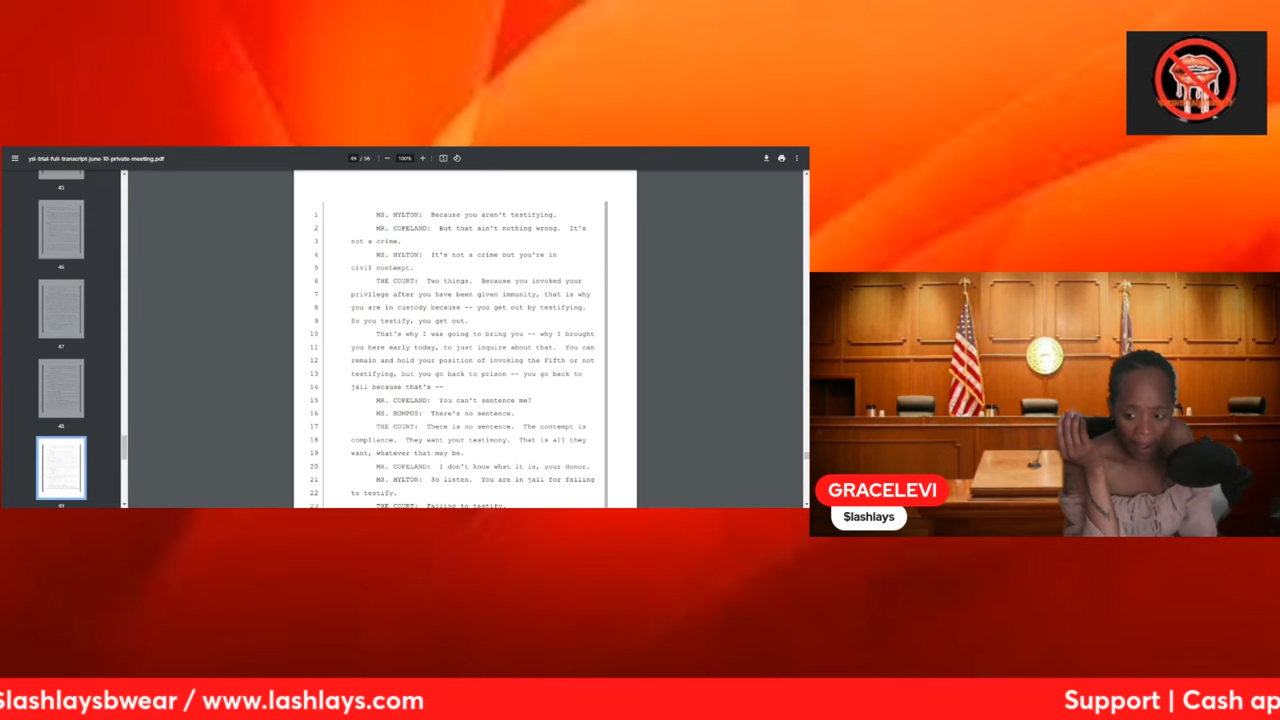 ysl-trial-full-transcript-june-10-private-meeting.pdf
49 / 56
100%
45
46
47
48
49
1 MS. HYLTON: Because you aren't testifying.
2 MR. COPELAND: But that ain't nothing wrong. It's
3 not a crime.
4 MS. HYLTON: It's not a crime but you're in
5 civil contempt.
6 THE COURT: Two things. Because you invoked your
7 privilege after you have been given immunity, that is why
8 you are in custody because -- you get out by testifying.
9 So you testify, you get out.
10 That's why I was going to bring you -- why I brought
11 you here early today, to just inquire about that. You can
12 remain and hold your position of invoking the Fifth or not
13 testifying, but you go back to prison -- you go back to
14 jail because that's --
15 MR. COPELAND: You can't sentence me?
16 MS. BUMPUS: There's no sentence.
17 THE COURT: There is no sentence. The contempt is
18 compliance. They want your testimony. That is all they
19 want, whatever that may be.
20 MR. COPELAND: I don't know what it is, your Honor.
21 MS. HYLTON: So listen. You are in jail for failing
22 to testify.
23 THE COURT: Failing to testify.
GRACELEVI
$lashlays
$lashlaysbwear / www.lashlays.com
Support | Cash ap